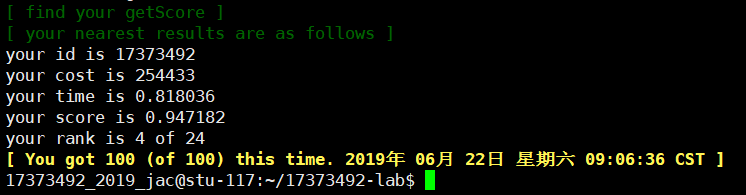 [ find your getScore ]
[ your nearest results are as follows ]
your id is 17373492
your cost is 254433
your time is 0.818036
your score is 0.947182
your rank is 4 of 24
[ You got 100 (of 100) this time. 2019年 06月 22日 星期六 09:06:36 CST ]
17373492_2019_jac@stu-117:~/17373492-lab$